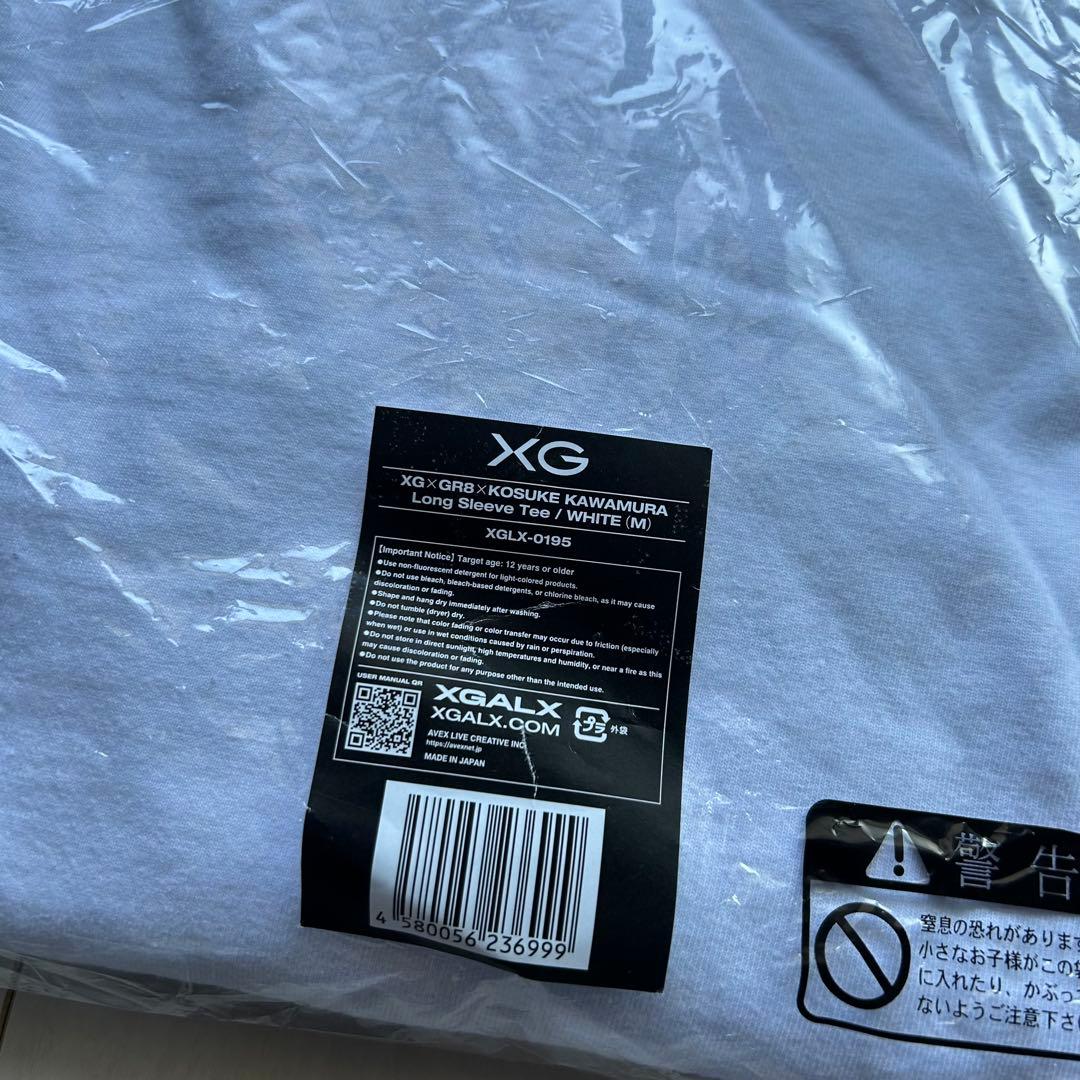 XG
XG×GR8×KOSUKE KAWAMURA
Long Sleeve Tee / WHITE (M)
XGLX-0195
【Important Notice】Target age: 12 years or older
●Use non-fluorescent detergent for light-colored products.
●Do not use bleach, bleach-based detergents, or chlorine bleach, as it may cause
discoloration or fading.
●Shape and hang dry immediately after washing.
●Do not tumble (dryer) dry.
●Please note that color fading or color transfer may occur due to friction (especially
when wet) or use in wet conditions caused by rain or perspiration.
●Do not store in direct sunlight, high temperatures and humidity, or near a fire as this
may cause discoloration or fading.
●Do not use the product for any purpose other than the intended use.
USER MANUAL QR
XGALX
XGALX.COM
プラ 外袋
AVEX LIVE CREATIVE INC.
https://avexnet.jp
MADE IN JAPAN
4 580056 236999
警告
窒息の恐れがあります
小さなお子様がこの袋
に入れたり、かぶっ
ないようご注意下さ